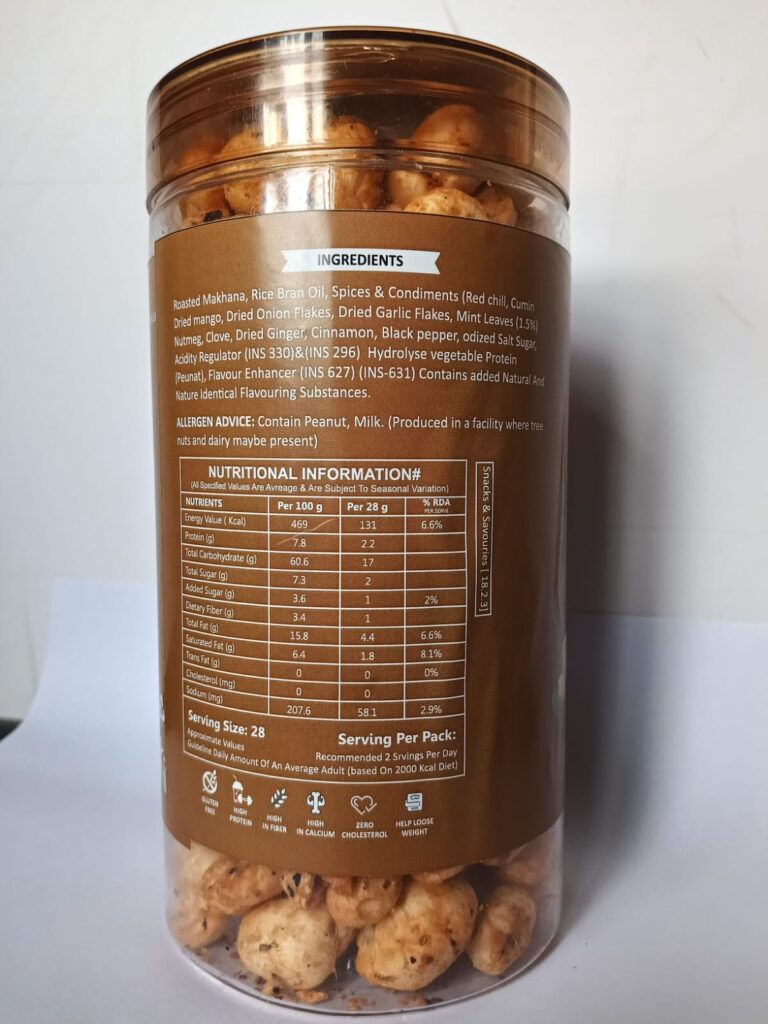 INGREDIENTS
Roasted Makhana, Rice Bran Oil, Spices & Condiments (Red chill, Cumin
Dried mango, Dried Onion Flakes, Dried Garlic Flakes, Mint Leaves (1.5%)
Nutmeg, Clove, Dried Ginger, Cinnamon, Black pepper, odized Salt Sugar,
Acidity Regulator (INS 330)&(INS 296) Hydrolyse vegetable Protein
(Peunat), Flavour Enhancer (INS 627) (INS-631) Contains added Natural And
Nature Identical Flavouring Substances.
ALLERGEN ADVICE: Contain Peanut, Milk. (Produced in a facility where tree
nuts and dairy maybe present)
NUTRITIONAL INFORMATION#
(All Specified Values Are Avreage & Are Subject To Seasonal Variation)
NUTRIENTS Per 100 g Per 28 g % RDA PER SERVE
Energy Value ( Kcal) 469 131 6.6%
Protein (g) 7.8 2.2
Total Carbohydrate (g) 60.6 17
Total Sugar (g) 7.3 2
Added Sugar (g) 3.6 1 2%
Dietary Fiber (g) 3.4 1
Total Fat (g) 15.8 4.4 6.6%
Saturated Fat (g) 6.4 1.8 8.1%
Trans Fat (g) 0 0 0%
Cholesterol (mg) 0 0
Sodium (mg) 207.6 58.1 2.9%
Serving Size: 28 Serving Per Pack:
Approximate Values Recommended 2 Srvings Per Day
Guideline Daily Amount Of An Average Adult (based On 2000 Kcal Diet)
Snacks & Savouries [ 18.2.3]
GLUTEN FREE
HIGH PROTEIN
HIGH IN FIBER
HIGH IN CALCIUM
ZERO CHOLESTEROL
HELP LOOSE WEIGHT